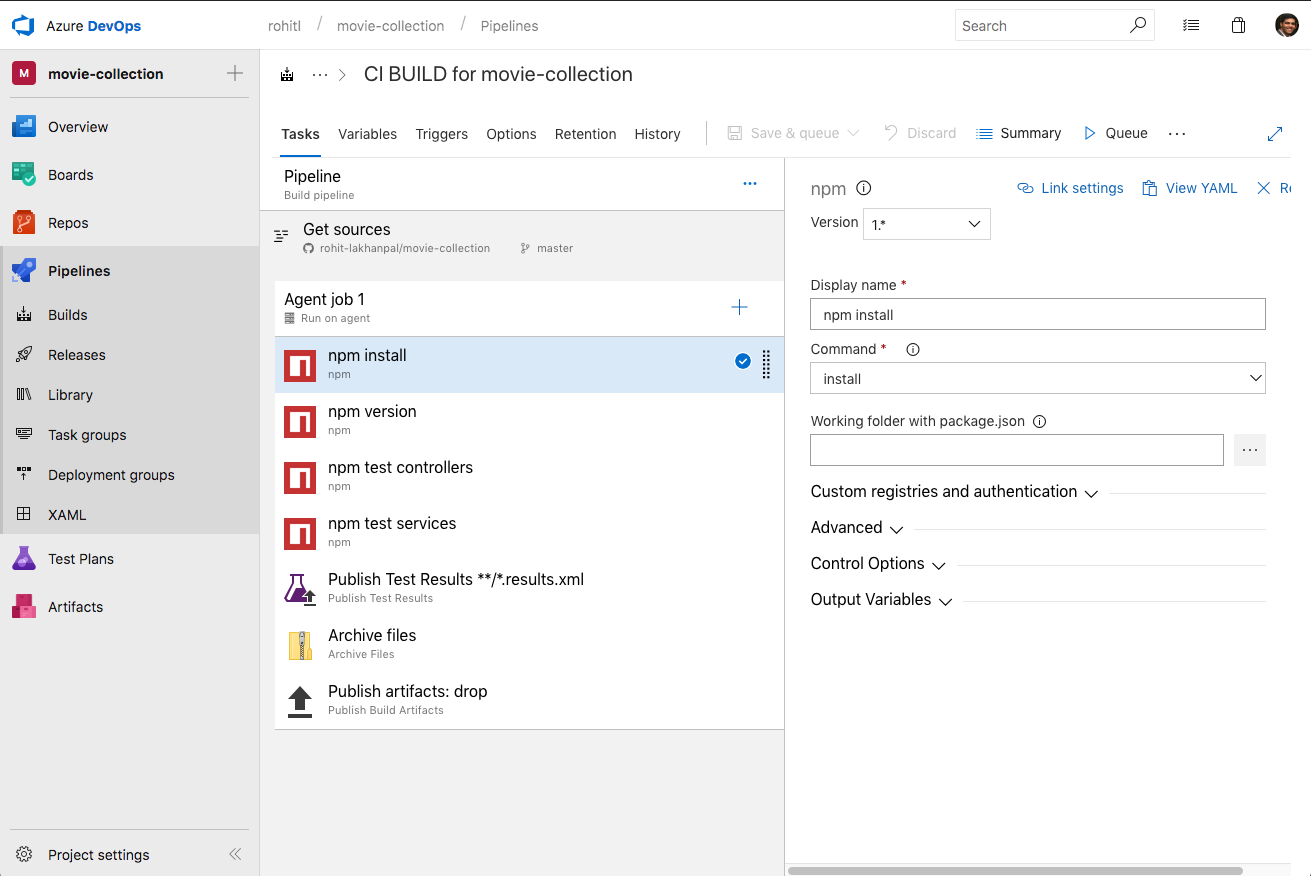 Azure DevOps
rohitl / movie-collection / Pipelines
Search
M movie-collection
Overview
Boards
Repos
Pipelines
Builds
Releases
Library
Task groups
Deployment groups
XAML
Test Plans
Artifacts
Project settings
CI BUILD for movie-collection
Tasks Variables Triggers Options Retention History Save & queue Discard Summary Queue
Pipeline
Build pipeline
Get sources
rohit-lakhanpal/movie-collection master
Agent job 1
Run on agent
npm install
npm
npm version
npm
npm test controllers
npm
npm test services
npm
Publish Test Results **/*.results.xml
Publish Test Results
Archive files
Archive Files
Publish artifacts: drop
Publish Build Artifacts
npm Link settings View YAML
Version 1.*
Display name *
npm install
Command *
install
Working folder with package.json
Custom registries and authentication
Advanced
Control Options
Output Variables